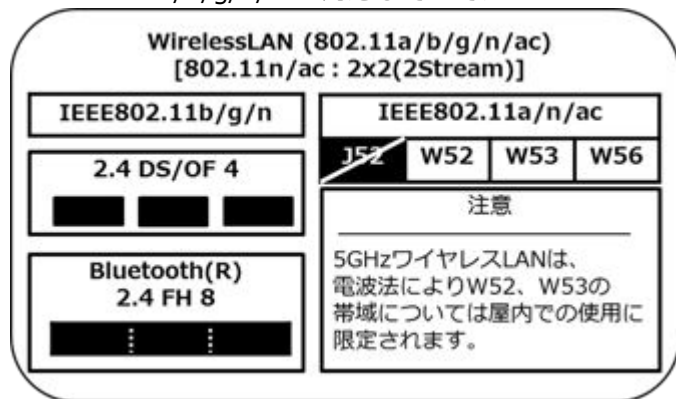 WirelessLAN (802.11a/b/g/n/ac)
[802.11n/ac : 2x2(2Stream)]
IEEE802.11b/g/n
2.4 DS/OF 4
Bluetooth(R)
2.4 FH 8
IEEE802.11a/n/ac
J52 W52 W53 W56
注意
5GHzワイヤレスLANは、
電波法によりW52、W53の
帯域については屋内での使用に
限定されます。